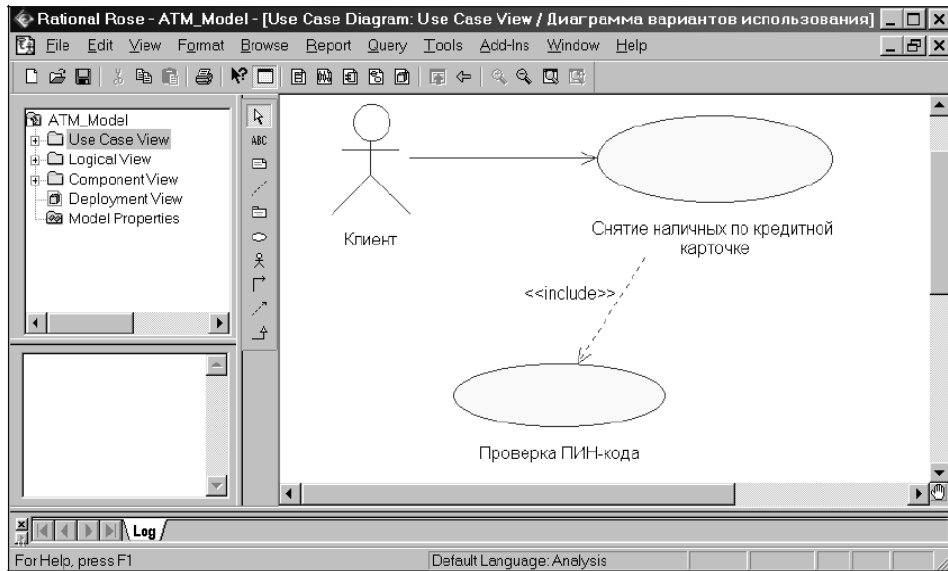 Rational Rose - ATM_Model - [Use Case Diagram: Use Case View / Диаграмма вариантов использования]
File Edit View Format Browse Report Query Tools Add-Ins Window Help
ATM_Model
Use Case View
Logical View
Component View
Deployment View
Model Properties
ABC
Клиент
Снятие наличных по кредитной
карточке
<<include>>
Проверка ПИН-кода
Log
For Help, press F1
Default Language: Analysis